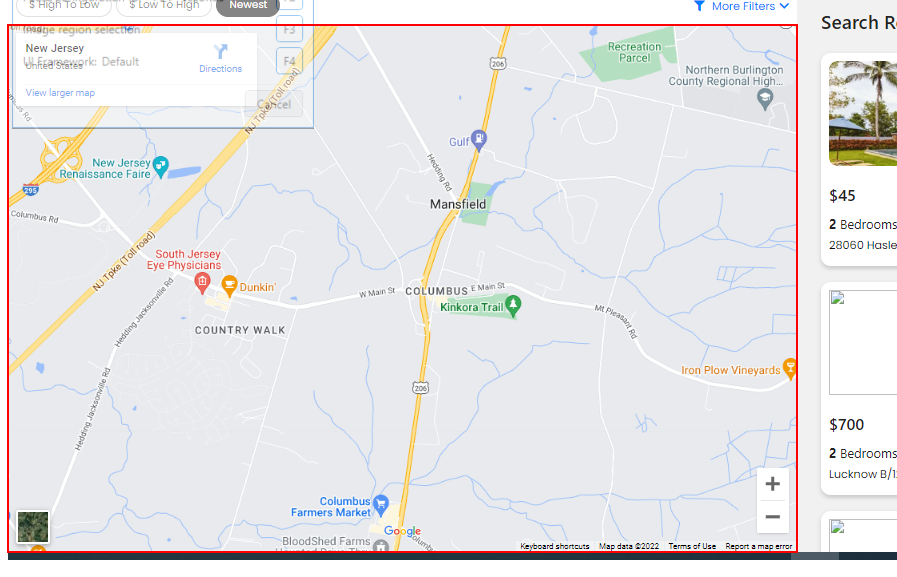 $ High To Low
$ Low To High
Newest
More Filters
Search R
F3
Image region selection
F4
UI Framework: Default
Cancel
New Jersey
United States
Directions
View larger map
NJ Tpke (Toll road)
206
Recreation
Parcel
Northern Burlington
County Regional High...
Gulf
Hedding Rd
New Jersey
Renaissance Faire
295
Columbus Rd
Mansfield
NJ Tpke (Toll road)
South Jersey
Eye Physicians
Dunkin'
W Main St
COLUMBUS
E Main St
Kinkora Trail
Mt Pleasant Rd
Hedding Jacksonville Rd
COUNTRY WALK
Iron Plow Vineyards
206
Hedding Jacksonville Rd
Columbus
Farmers Market
Google
BloodShed Farms
Columbus
Keyboard shortcuts
Map data ©2022
Terms of Use
Report a map error
$45
2 Bedrooms
28060 Hasle
$700
2 Bedrooms
Lucknow B/1